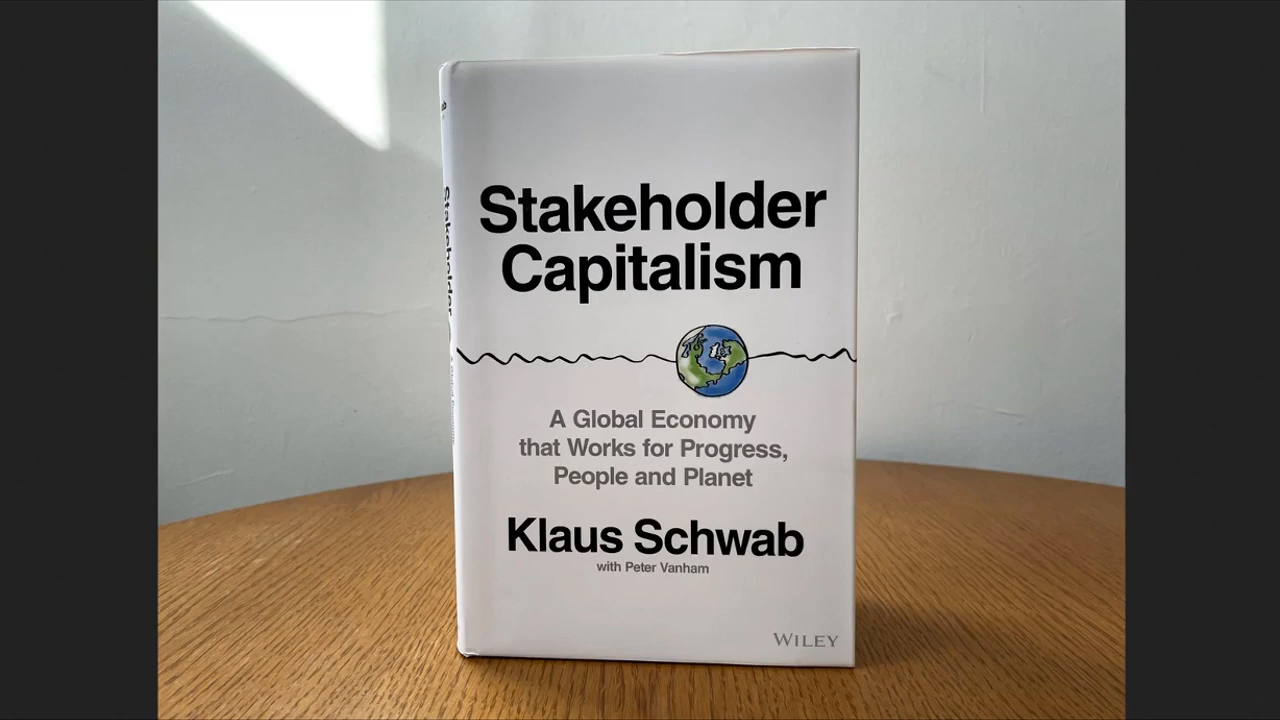 Stakeholder
Capitalism
A Global Economy
that Works for Progress,
People and Planet
Klaus Schwab
with Peter Vanham
WILEY
Stakeholder